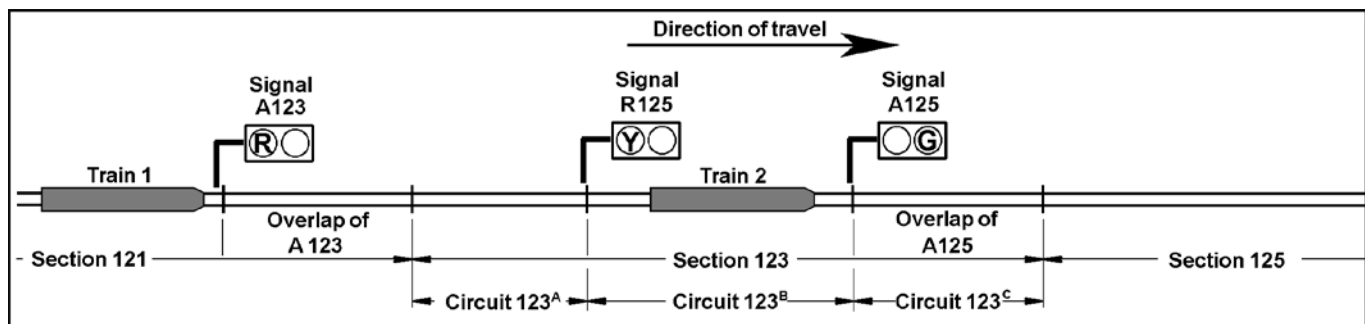 Direction of travel
Signal
A123
R
Signal
R125
Y
Signal
A125
G
Train 1
Train 2
Overlap of
A 123
Overlap of
A125
Section 121
Section 123
Section 125
Circuit 123ᴬ
Circuit 123ᴮ
Circuit 123ᶜ